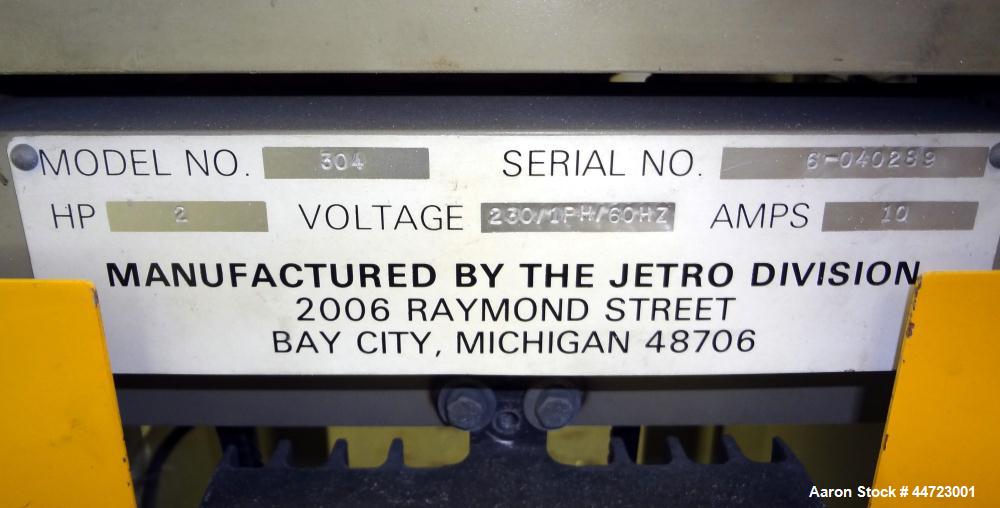 MODEL NO. 304 SERIAL NO. 6-040289
HP 2 VOLTAGE 230/1PH/60HZ AMPS 10
MANUFACTURED BY THE JETRO DIVISION
2006 RAYMOND STREET
BAY CITY, MICHIGAN 48706
Aaron Stock # 44723001